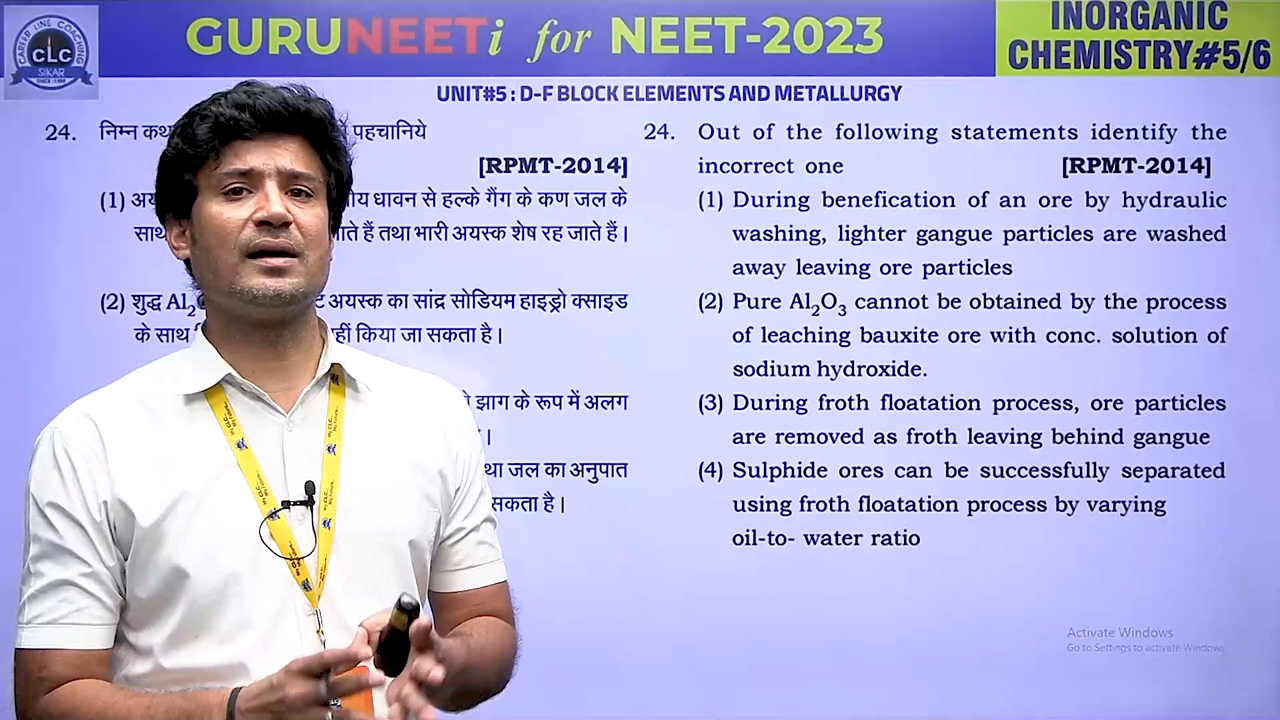 GURUNEETi for NEET-2023
INORGANIC
CHEMISTRY#5/6
CAREER LINE COACHING
CLC
SIKAR
UNIT#5 : D-F BLOCK ELEMENTS AND METALLURGY
24. निम्न पहचानिये
[RPMT-2014]
(1) धावन से हल्के गैंग के कण जल के
हैं तथा भारी अयस्क शेष रह जाते हैं।
(2) शुद्ध अयस्क का सांद्र सोडियम हाइड्रो क्साइड
के साथ किया जा सकता है।
झाग के रूप में अलग
।
जल का अनुपात
सकता है।
24. Out of the following statements identify the
incorrect one [RPMT-2014]
(1) During benefication of an ore by hydraulic
washing, lighter gangue particles are washed
away leaving ore particles
(2) Pure Al₂O₃ cannot be obtained by the process
of leaching bauxite ore with conc. solution of
sodium hydroxide.
(3) During froth floatation process, ore particles
are removed as froth leaving behind gangue
(4) Sulphide ores can be successfully separated
using froth floatation process by varying
oil-to- water ratio
Activate Windows
Go to Settings to activate Windows.